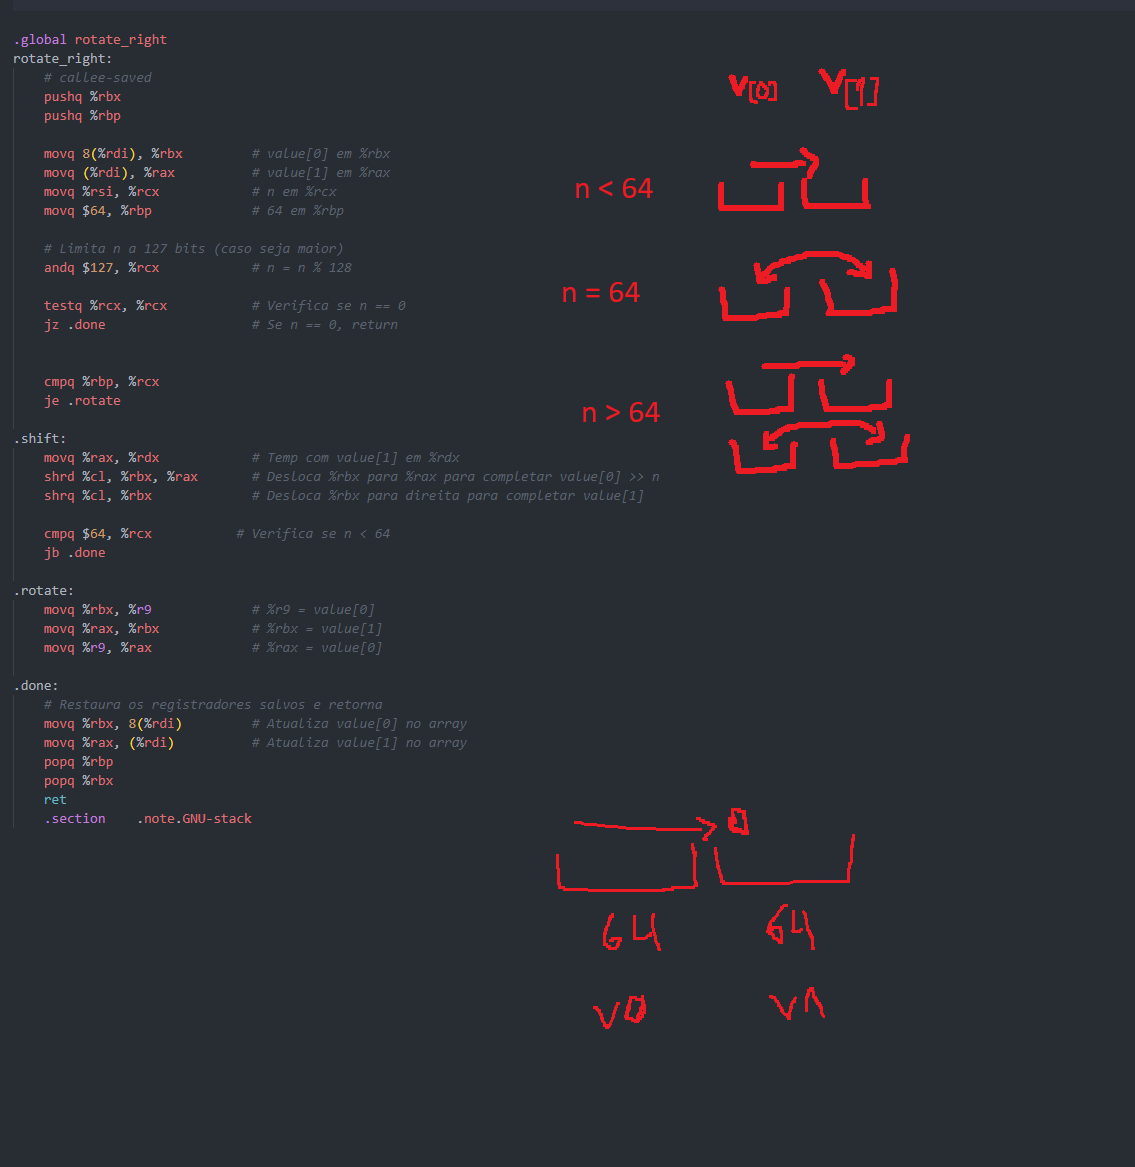 .global rotate_right
rotate_right:
# callee-saved
pushq %rbx
pushq %rbp
movq 8(%rdi), %rbx # value[0] em %rbx
movq (%rdi), %rax # value[1] em %rax
movq %rsi, %rcx # n em %rcx
movq $64, %rbp # 64 em %rbp
# Limita n a 127 bits (caso seja maior)
andq $127, %rcx # n = n % 128
testq %rcx, %rcx # Verifica se n == 0
jz .done # Se n == 0, return
cmpq %rbp, %rcx
je .rotate
.shift:
movq %rax, %rdx # Temp com value[1] em %rdx
shrd %cl, %rbx, %rax # Desloca %rbx para %rax para completar value[0] >> n
shrq %cl, %rbx # Desloca %rbx para direita para completar value[1]
cmpq $64, %rcx # Verifica se n < 64
jb .done
.rotate:
movq %rbx, %r9 # %r9 = value[0]
movq %rax, %rbx # %rbx = value[1]
movq %r9, %rax # %rax = value[0]
.done:
# Restaura os registradores salvos e retorna
movq %rbx, 8(%rdi) # Atualiza value[0] no array
movq %rax, (%rdi) # Atualiza value[1] no array
popq %rbp
popq %rbx
ret
.section .note.GNU-stack
V[0] V[1]
n < 64
n = 64
n > 64
0
64 64
V0 V1